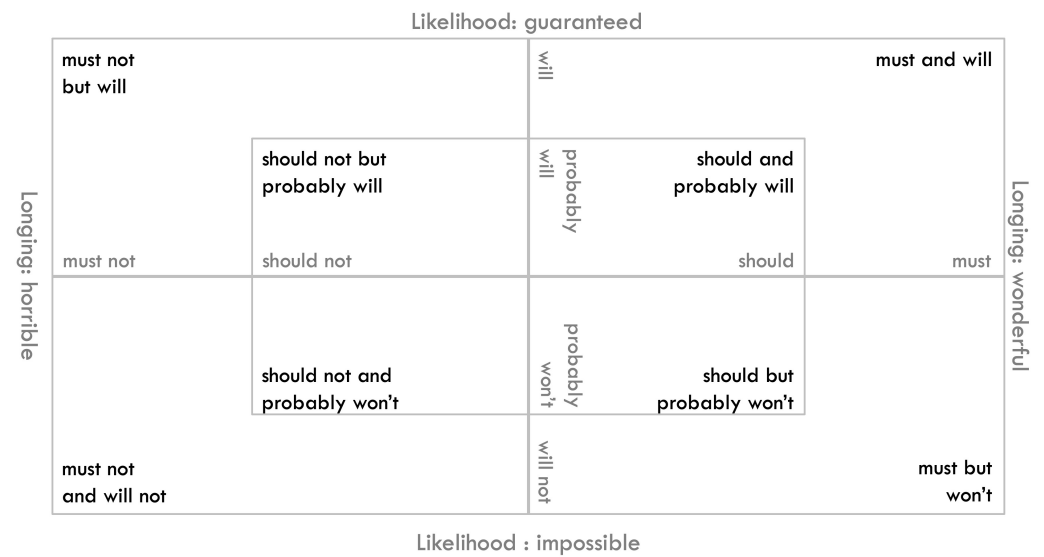 Likelihood: guaranteed
must not
but will
will
must and will
should not but
probably will
probably
will
should and
probably will
Longing: horrible
Longing: wonderful
must not
should not
should
must
should not and
probably won't
probably
won't
should but
probably won't
must not
and will not
will not
must but
won't
Likelihood : impossible